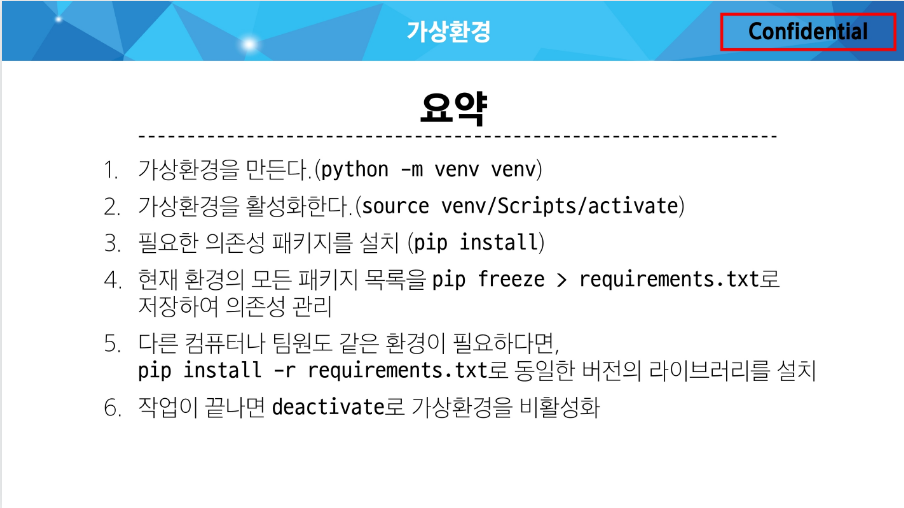 가상환경
Confidential
요약
1. 가상환경을 만든다.(python -m venv venv)
2. 가상환경을 활성화한다.(source venv/Scripts/activate)
3. 필요한 의존성 패키지를 설치 (pip install)
4. 현재 환경의 모든 패키지 목록을 pip freeze > requirements.txt로
저장하여 의존성 관리
5. 다른 컴퓨터나 팀원도 같은 환경이 필요하다면,
pip install -r requirements.txt로 동일한 버전의 라이브러리를 설치
6. 작업이 끝나면 deactivate로 가상환경을 비활성화